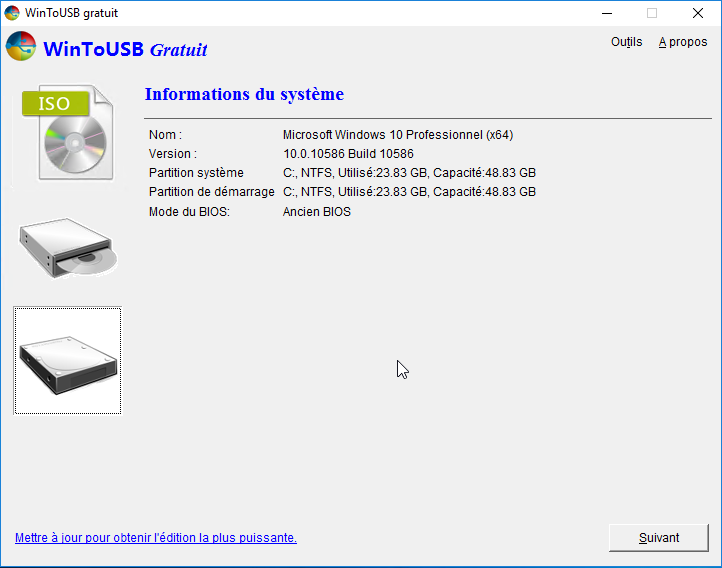 WinToUSB gratuit
WinToUSB Gratuit
Outils A propos
ISO
Informations du système
Nom : Microsoft Windows 10 Professionnel (x64)
Version : 10.0.10586 Build 10586
Partition système C:, NTFS, Utilisé:23.83 GB, Capacité:48.83 GB
Partition de démarrage C:, NTFS, Utilisé:23.83 GB, Capacité:48.83 GB
Mode du BIOS: Ancien BIOS
Mettre à jour pour obtenir l'édition la plus puissante.
Suivant